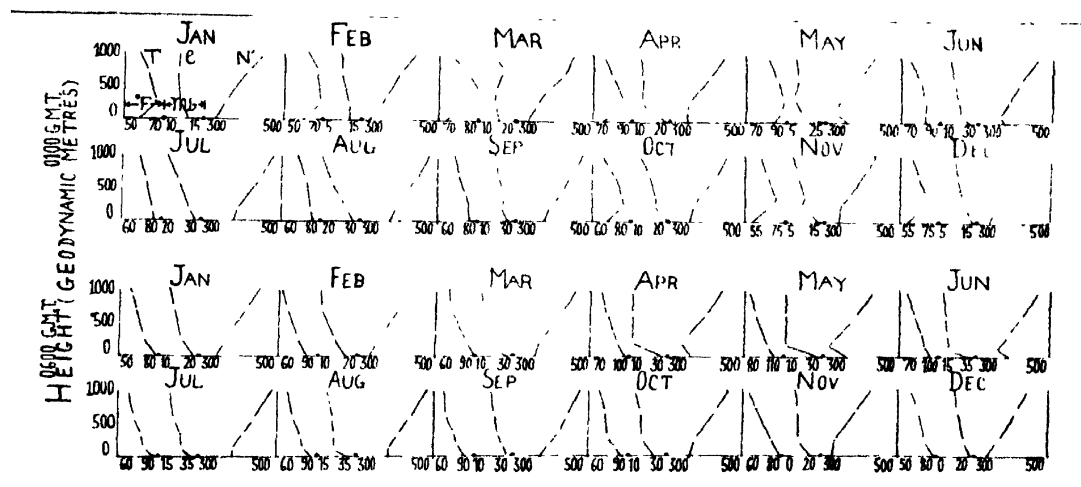 JAN FEB MAR APR MAY JUN
1000 T e N
500
°F Mb
0
50 70 10 15 300 500 50 70 5 15 300 500 70 80 10 20 300 500 70 90 10 20 300 500 70 90 5 25 300 500 70 90 10 30 300 500
JUL AUG SEP OCT NOV DEC
1000
500
0
60 80 20 30 300 500 60 80 20 30 300 500 60 80 10 30 300 500 60 80 10 20 300 500 55 75 5 15 300 500 55 75 5 15 300 500
0100 G.M.T.
HEIGHT (GEODYNAMIC METRES)
0600 G.M.T.
JAN FEB MAR APR MAY JUN
1000
500
0
50 80 10 20 300 500 60 90 10 20 300 500 60 90 10 30 300 500 70 100 10 30 300 500 70 110 10 30 300 500 70 100 15 35 300 500
JUL AUG SEP OCT NOV DEC
1000
500
0
60 90 15 35 300 500 60 90 15 35 300 500 60 90 10 30 300 500 60 90 10 30 300 500 60 80 0 20 300 500 50 80 0 20 300 500